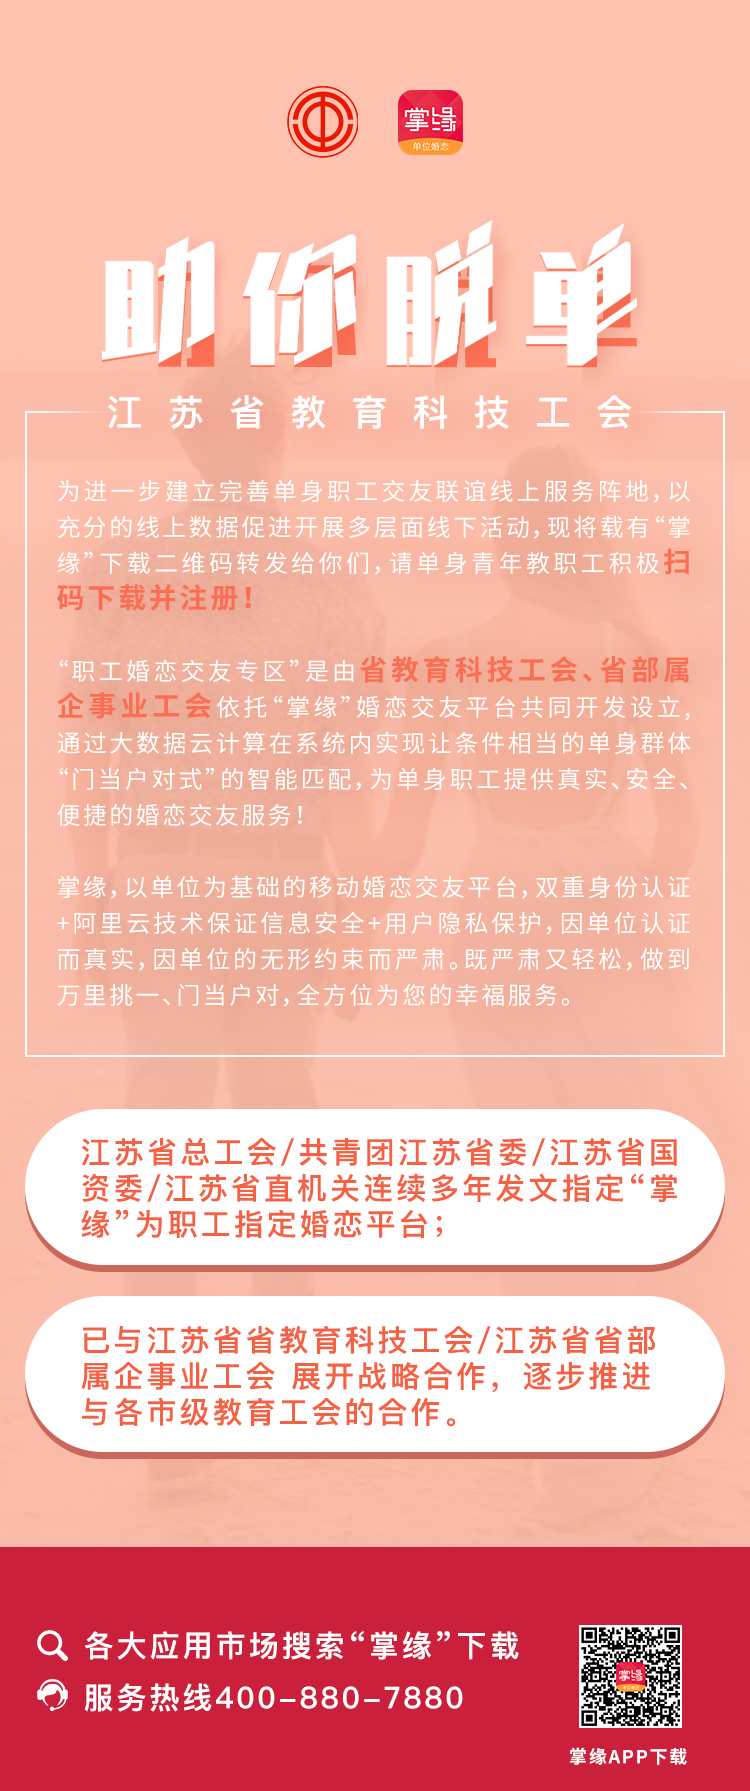 掌缘
单位婚恋
助你脱单
江苏省教育科技工会
为进一步建立完善单身职工交友联谊线上服务阵地，以
充分的线上数据促进开展多层面线下活动，现将载有“掌
缘”下载二维码转发给你们，请单身青年教职工积极扫
码下载并注册！
“职工婚恋交友专区”是由省教育科技工会、省部属
企事业工会依托“掌缘”婚恋交友平台共同开发设立，
通过大数据云计算在系统内实现让条件相当的单身群体
“门当户对式”的智能匹配，为单身职工提供真实、安全、
便捷的婚恋交友服务！
掌缘，以单位为基础的移动婚恋交友平台，双重身份认证
+阿里云技术保证信息安全+用户隐私保护，因单位认证
而真实，因单位的无形约束而严肃。既严肃又轻松，做到
万里挑一、门当户对，全方位为您的幸福服务。
江苏省总工会/共青团江苏省委/江苏省国
资委/江苏省直机关连续多年发文指定“掌
缘”为职工指定婚恋平台；
已与江苏省省教育科技工会/江苏省省部
属企事业工会 展开战略合作，逐步推进
与各市级教育工会的合作。
各大应用市场搜索“掌缘”下载
服务热线400-880-7880
掌缘
掌缘APP下载